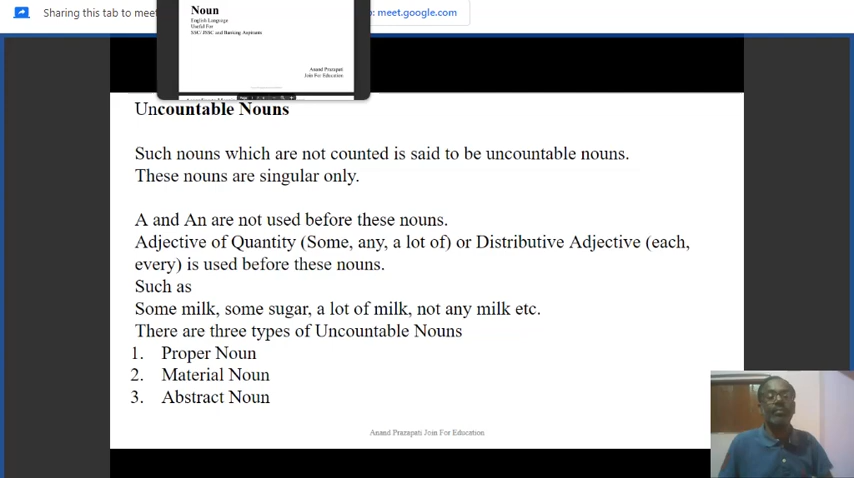 Sharing this tab to meet
: meet.google.com
Noun
English Language
Useful For
SSC/ JSSC and Banking Aspirants
Anand Prazapati
Join For Education
Uncountable Nouns
Such nouns which are not counted is said to be uncountable nouns.
These nouns are singular only.
A and An are not used before these nouns.
Adjective of Quantity (Some, any, a lot of) or Distributive Adjective (each,
every) is used before these nouns.
Such as
Some milk, some sugar, a lot of milk, not any milk etc.
There are three types of Uncountable Nouns
1. Proper Noun
2. Material Noun
3. Abstract Noun
Anand Prazapati Join For Education